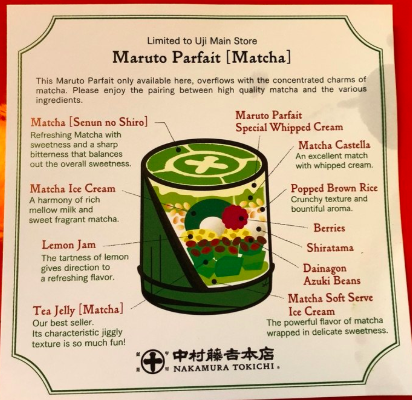 Limited to Uji Main Store
Maruto Parfait [Matcha]
This Maruto Parfait only available here, overflows with the concentrated charms of
matcha. Please enjoy the pairing between high quality matcha and the various
ingredients.
Matcha [Senun no Shiro]
Refreshing Matcha with
sweetness and a sharp
bitterness that balances
out the overall sweetness.
Matcha Ice Cream
A harmony of rich
mellow milk and
sweet fragrant matcha.
Lemon Jam
The tartness of lemon
gives direction to
a refreshing flavor.
Tea Jelly [Matcha]
Our best seller.
Its characteristic jiggly
texture is so much fun!
Maruto Parfait
Special Whipped Cream
Matcha Castella
An excellent match
with whipped cream.
Popped Brown Rice
Crunchy texture and
bountiful aroma.
Berries
Shiratama
Dainagon
Azuki Beans
Matcha Soft Serve
Ice Cream
The powerful flavor of matcha
wrapped in delicate sweetness.
中村藤吉本店
NAKAMURA TOKICHI